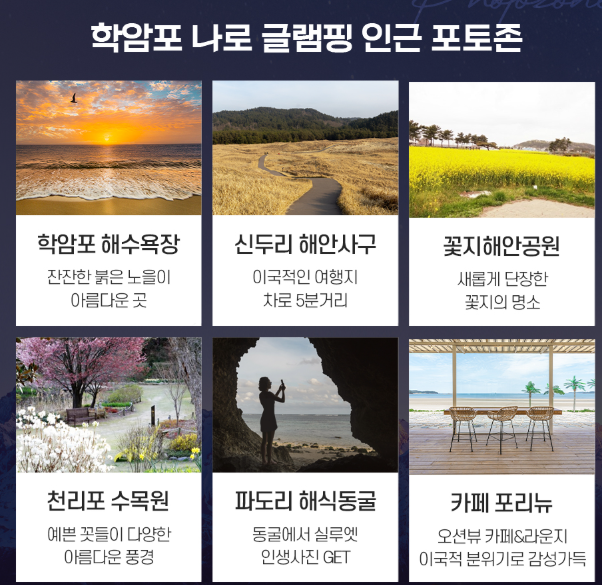 Photozone
학암포 나로 글램핑 인근 포토존
학암포 해수욕장
잔잔한 붉은 노을이
아름다운 곳
신두리 해안사구
이국적인 여행지
차로 5분거리
꽃지해안공원
새롭게 단장한
꽃지의 명소
천리포 수목원
예쁜 꽃들이 다양한
아름다운 풍경
파도리 해식동굴
동굴에서 실루엣
인생사진 GET
카페 포리뉴
오션뷰 카페&라운지
이국적 분위기로 감성가득